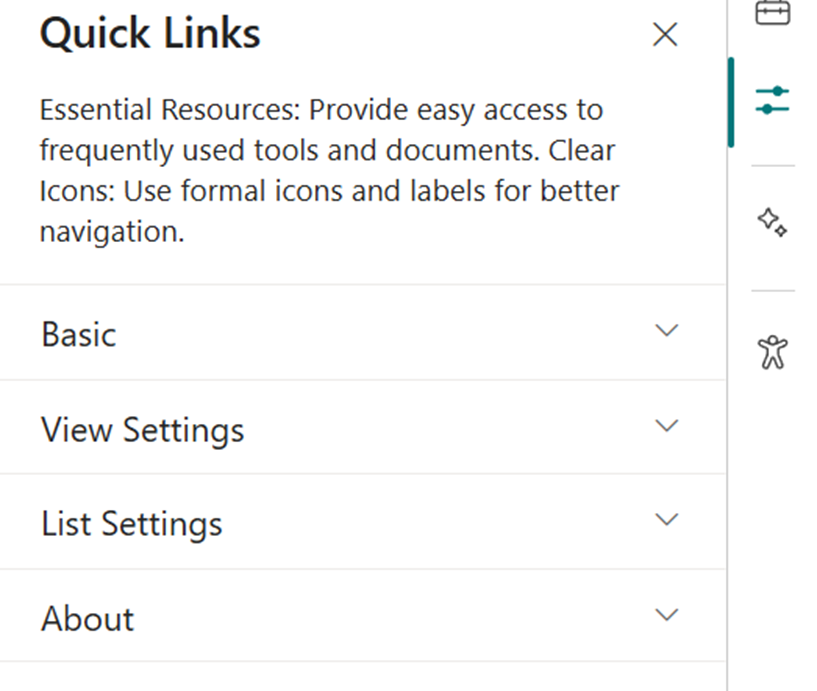 Quick Links
Essential Resources: Provide easy access to
frequently used tools and documents. Clear
Icons: Use formal icons and labels for better
navigation.
Basic
View Settings
List Settings
About